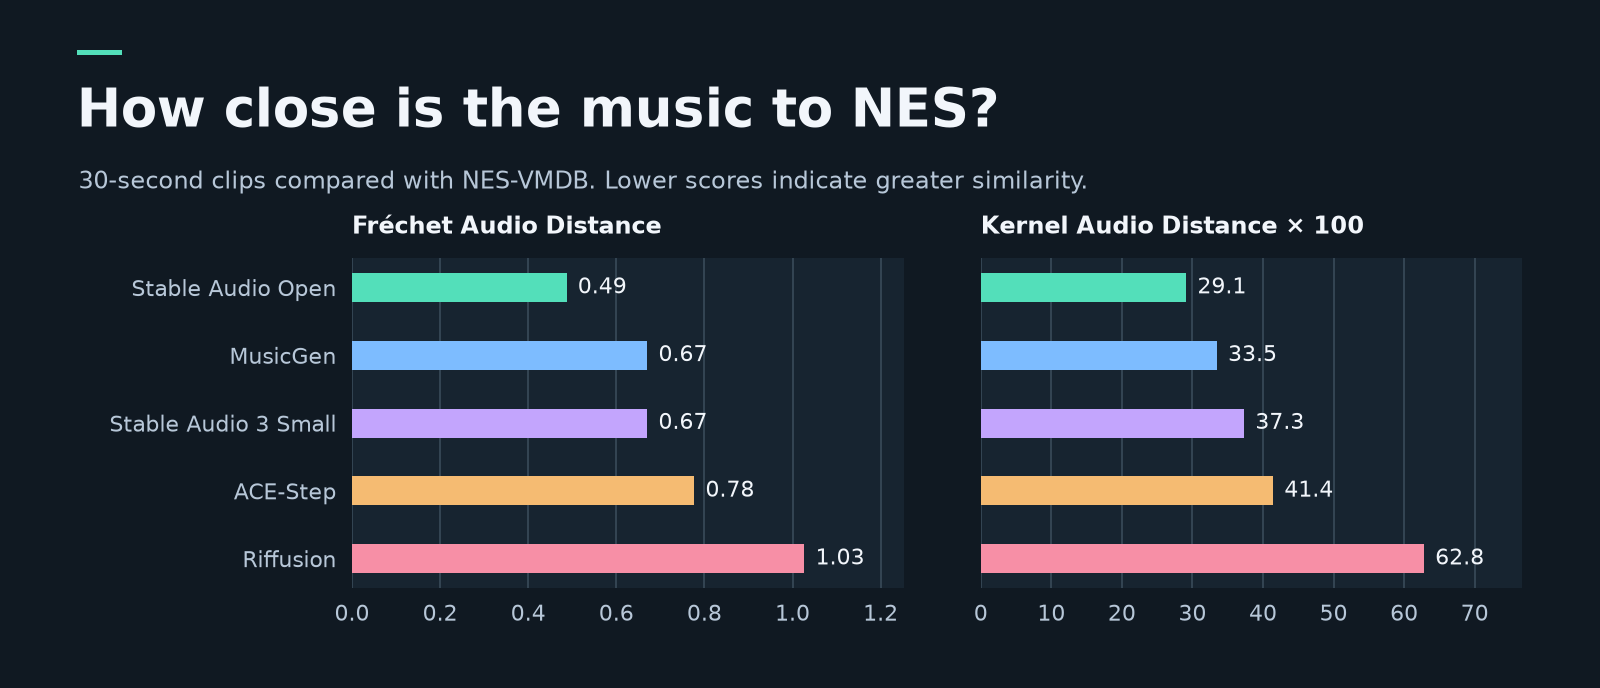 How close is the music to NES?
30-second clips compared with NES-VMDB. Lower scores indicate greater similarity.
Fréchet Audio Distance
Stable Audio Open 0.49
MusicGen 0.67
Stable Audio 3 Small 0.67
ACE-Step 0.78
Riffusion 1.03
0.0 0.2 0.4 0.6 0.8 1.0 1.2
Kernel Audio Distance × 100
29.1
33.5
37.3
41.4
62.8
0 10 20 30 40 50 60 70